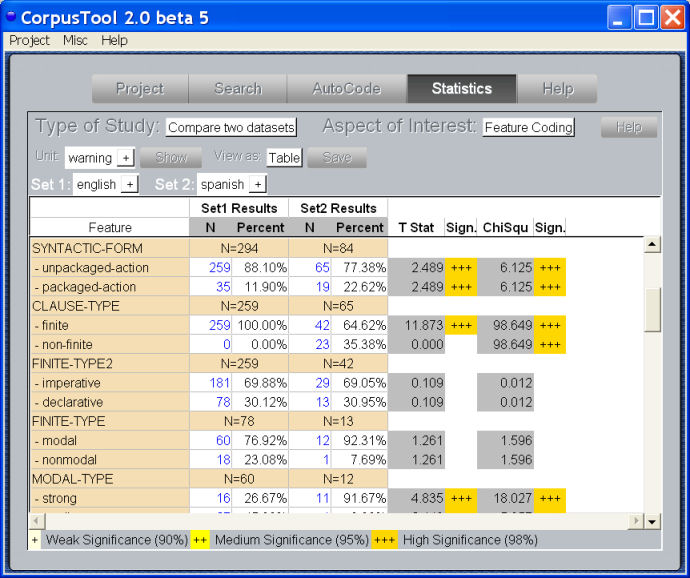 CorpusTool 2.0 beta 5
Project Misc Help
Project Search AutoCode Statistics Help
Type of Study: Compare two datasets Aspect of Interest: Feature Coding Help
Unit: warning + Show View as: Table Save
Set 1: english + Set 2: spanish +
Set1 Results Set2 Results
Feature N Percent N Percent T Stat Sign. ChiSqu Sign.
SYNTACTIC-FORM N=294 N=84
- unpackaged-action 259 88.10% 65 77.38% 2.489 +++ 6.125 +++
- packaged-action 35 11.90% 19 22.62% 2.489 +++ 6.125 +++
CLAUSE-TYPE N=259 N=65
- finite 259 100.00% 42 64.62% 11.873 +++ 98.649 +++
- non-finite 0 0.00% 23 35.38% 0.000 98.649 +++
FINITE-TYPE2 N=259 N=42
- imperative 181 69.88% 29 69.05% 0.109 0.012
- declarative 78 30.12% 13 30.95% 0.109 0.012
FINITE-TYPE N=78 N=13
- modal 60 76.92% 12 92.31% 1.261 1.596
- nonmodal 18 23.08% 1 7.69% 1.261 1.596
MODAL-TYPE N=60 N=12
- strong 16 26.67% 11 91.67% 4.835 +++ 18.027 +++
+ Weak Significance (90%) ++ Medium Significance (95%) +++ High Significance (98%)